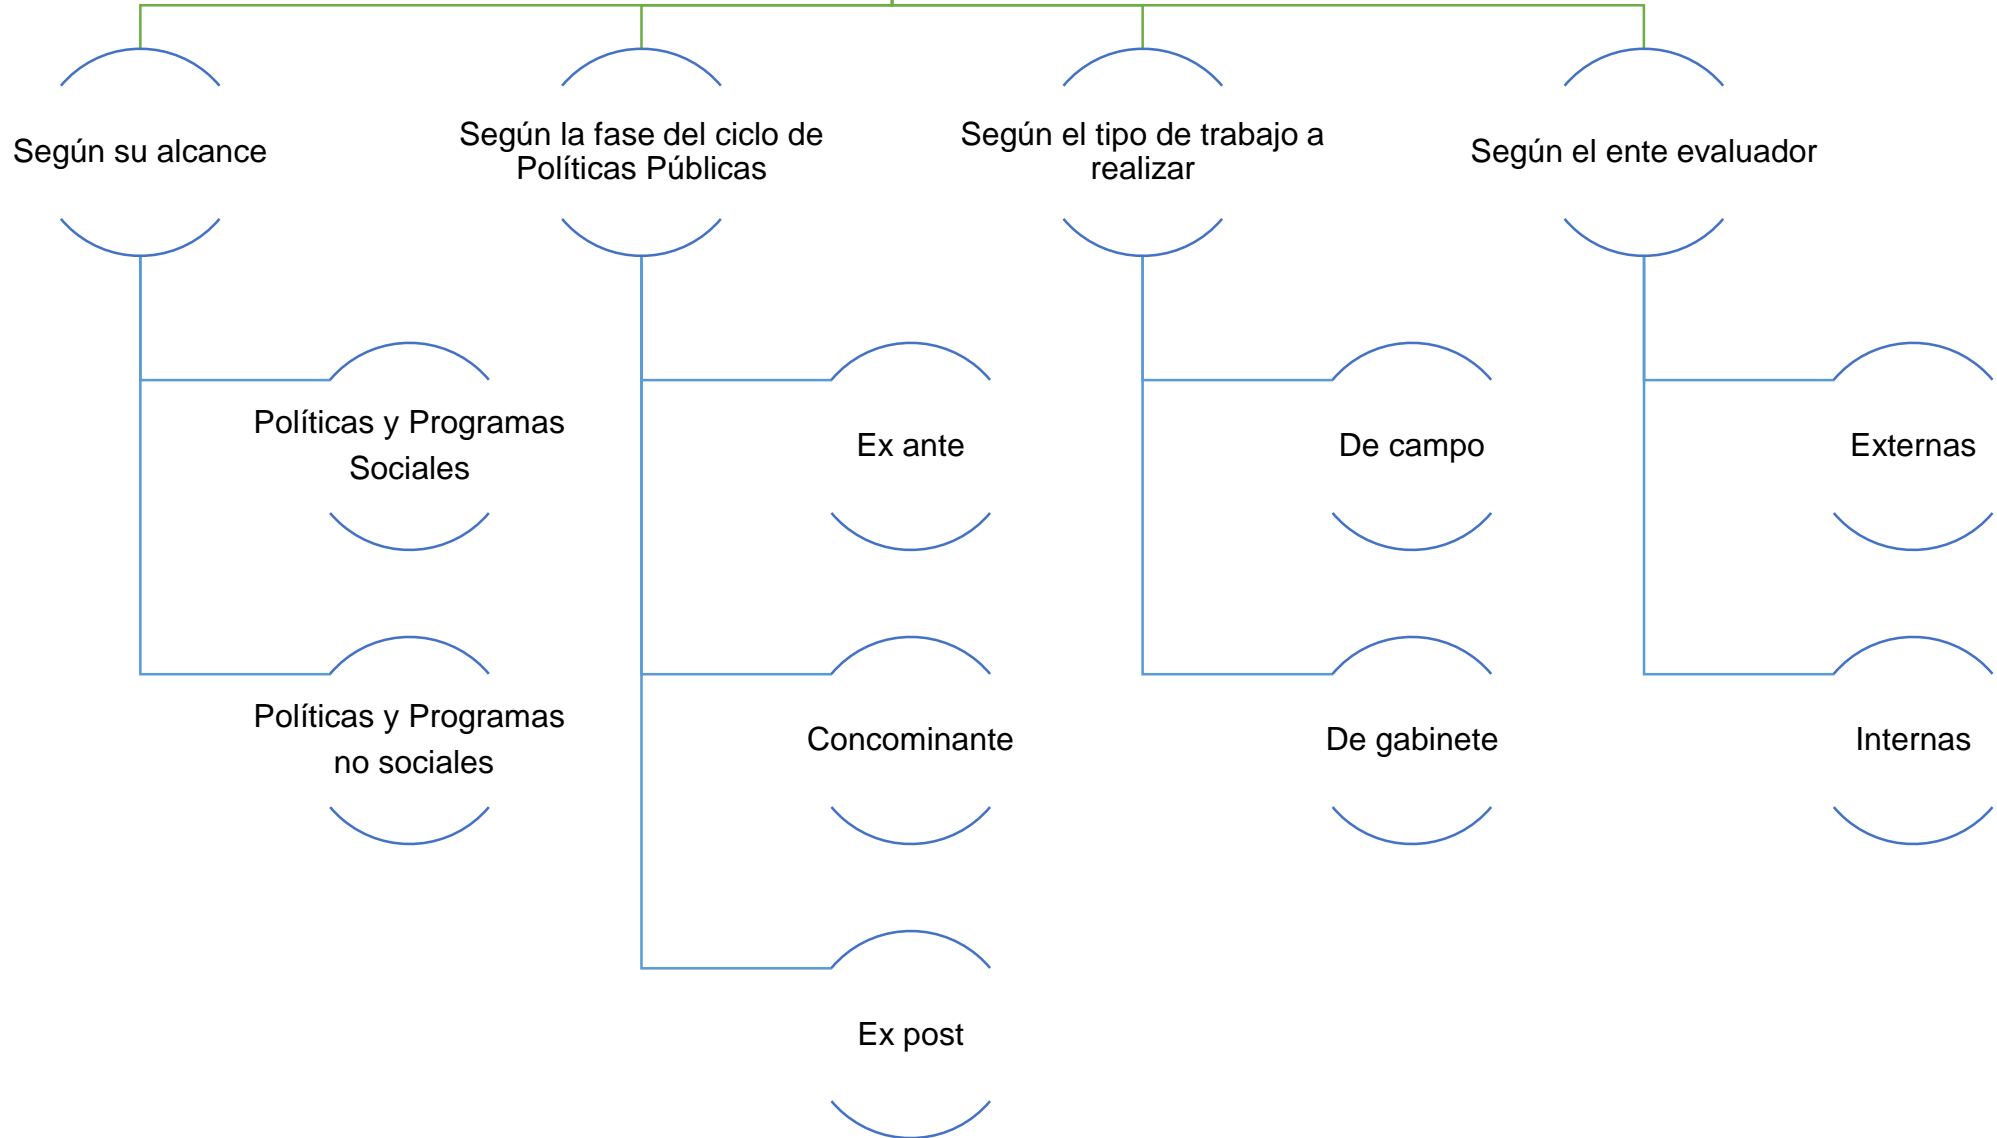 Según su alcance
Según la fase del ciclo de
Políticas Públicas
Según el tipo de trabajo a
realizar
Según el ente evaluador
Políticas y Programas
Sociales
Ex ante
De campo
Externas
Políticas y Programas
no sociales
Concominante
De gabinete
Internas
Ex post